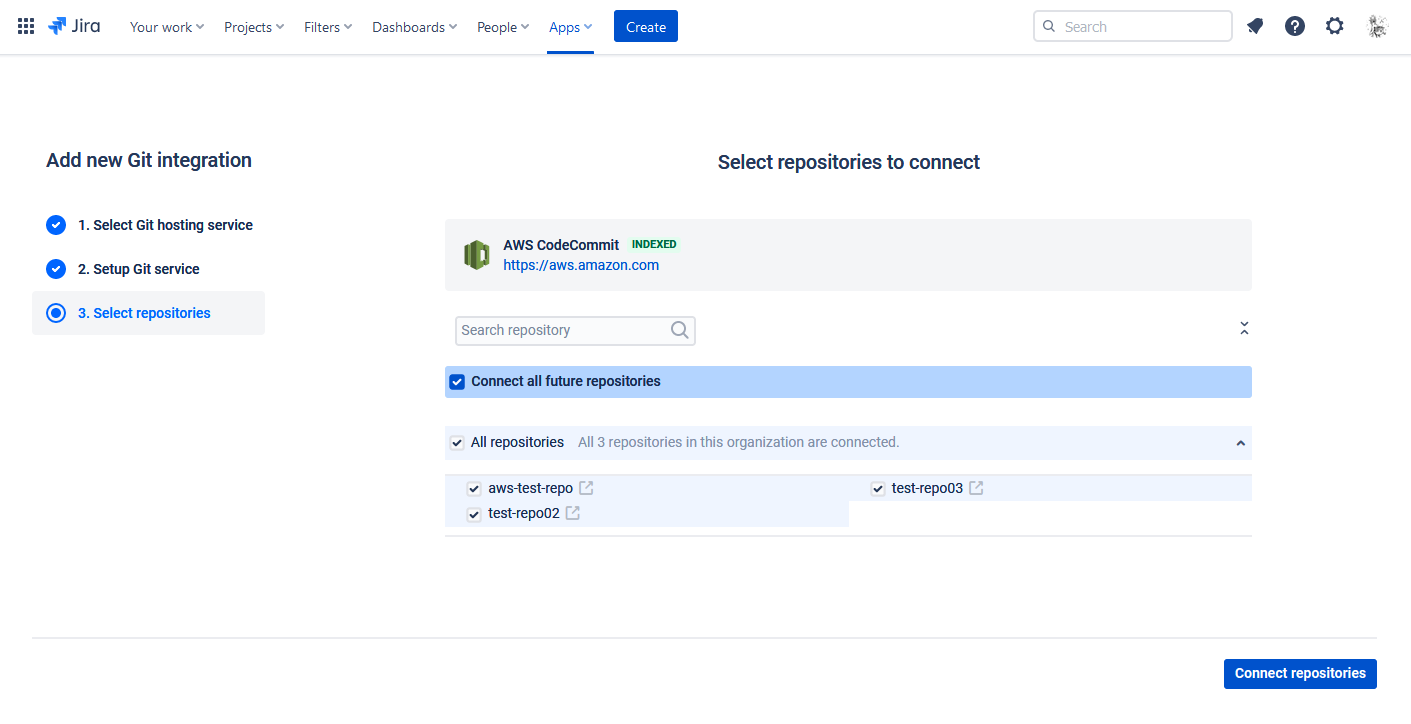 Jira Your work Projects Filters Dashboards People Apps Create Search
Add new Git integration
Select repositories to connect
1. Select Git hosting service
2. Setup Git service
3. Select repositories
AWS CodeCommit INDEXED
https://aws.amazon.com
Search repository
Connect all future repositories
All repositories All 3 repositories in this organization are connected.
aws-test-repo test-repo03
test-repo02
Connect repositories